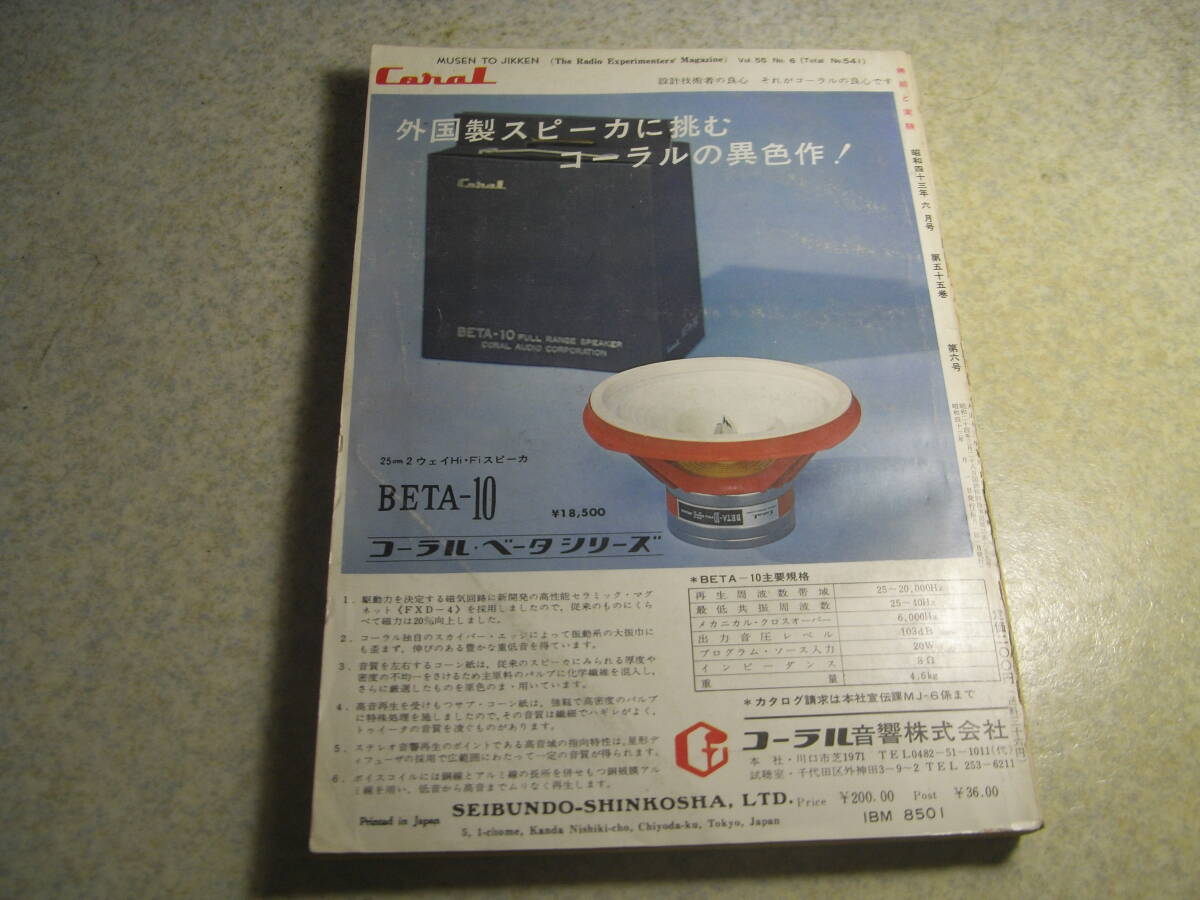 MUSEN TO JIKKEN (The Radio Experimenters' Magazine) Vol. 55 No. 6 (Total No.541)
Coral
設計技術者の良心 それがコーラルの良心です
外国製スピーカに挑む
コーラルの異色作！
Coral
BETA-10 FULL RANGE SPEAKER
CORAL AUDIO CORPORATION
25cm2ウェイHi・Fiスピーカ
BETA-10
¥18,500
コーラル・ベータシリーズ
Coral
BETA-10
1. 駆動力を決定する磁気回路に新開発の高性能セラミック・マグ
ネット《FXD-4》を採用しましたので、従来のものにくら
べて磁力は20%向上しました。
2. コーラル独自のスカイバー・エッジによって振動系の大振巾に
も歪まず、伸びのある豊かな重低音を得ています。
3. 音質を左右するコーン紙は、従来のスピーカにみられる厚度や
密度の不均一をさけるため主原料のパルプに化学繊維を混入し、
さらに厳選したものを原色のまゝ用いています。
4. 高音再生を受けもつサブ・コーン紙は、強靱で高密度のパルプ
に特殊処理を施しましたので、その音質は繊細でハギレがよく、
トゥイータの音質を凌ぐものがあります。
5. ステレオ音響再生のポイントである高音域の指向特性は、星形デ
ィフューザの採用で広範囲にわたって一定の音質が得られます。
6. ボイスコイルには銅線とアルミ線の長所を併せもつ銅被膜アル
ミ線を用い、低音から高音までムリなく再生します。
＊BETA-10主要規格
再生周波数帯域 25～20,000Hz
最低共振周波数 25～40Hz
メカニカル・クロスオーバー 6,000Hz
出力音圧レベル 103dB
プログラム・ソース入力 20W
インピーダンス 8Ω
重量 4.6kg
＊カタログ請求は本社宣伝課MJ-6係まで
コーラル音響株式会社
本社・川口市芝1971 TEL0482-51-1011(代)
試聴室・千代田区外神田3-9-2 TEL 253-6211
Printed in Japan
SEIBUNDO-SHINKOSHA, LTD. Price ¥200.00 Post ¥36.00
5, 1-chome, Kanda Nishiki-cho, Chiyoda-ku, Tokyo, Japan
IBM 8501
無線と実験
昭和四十三年六月号 第五十五巻 第六号